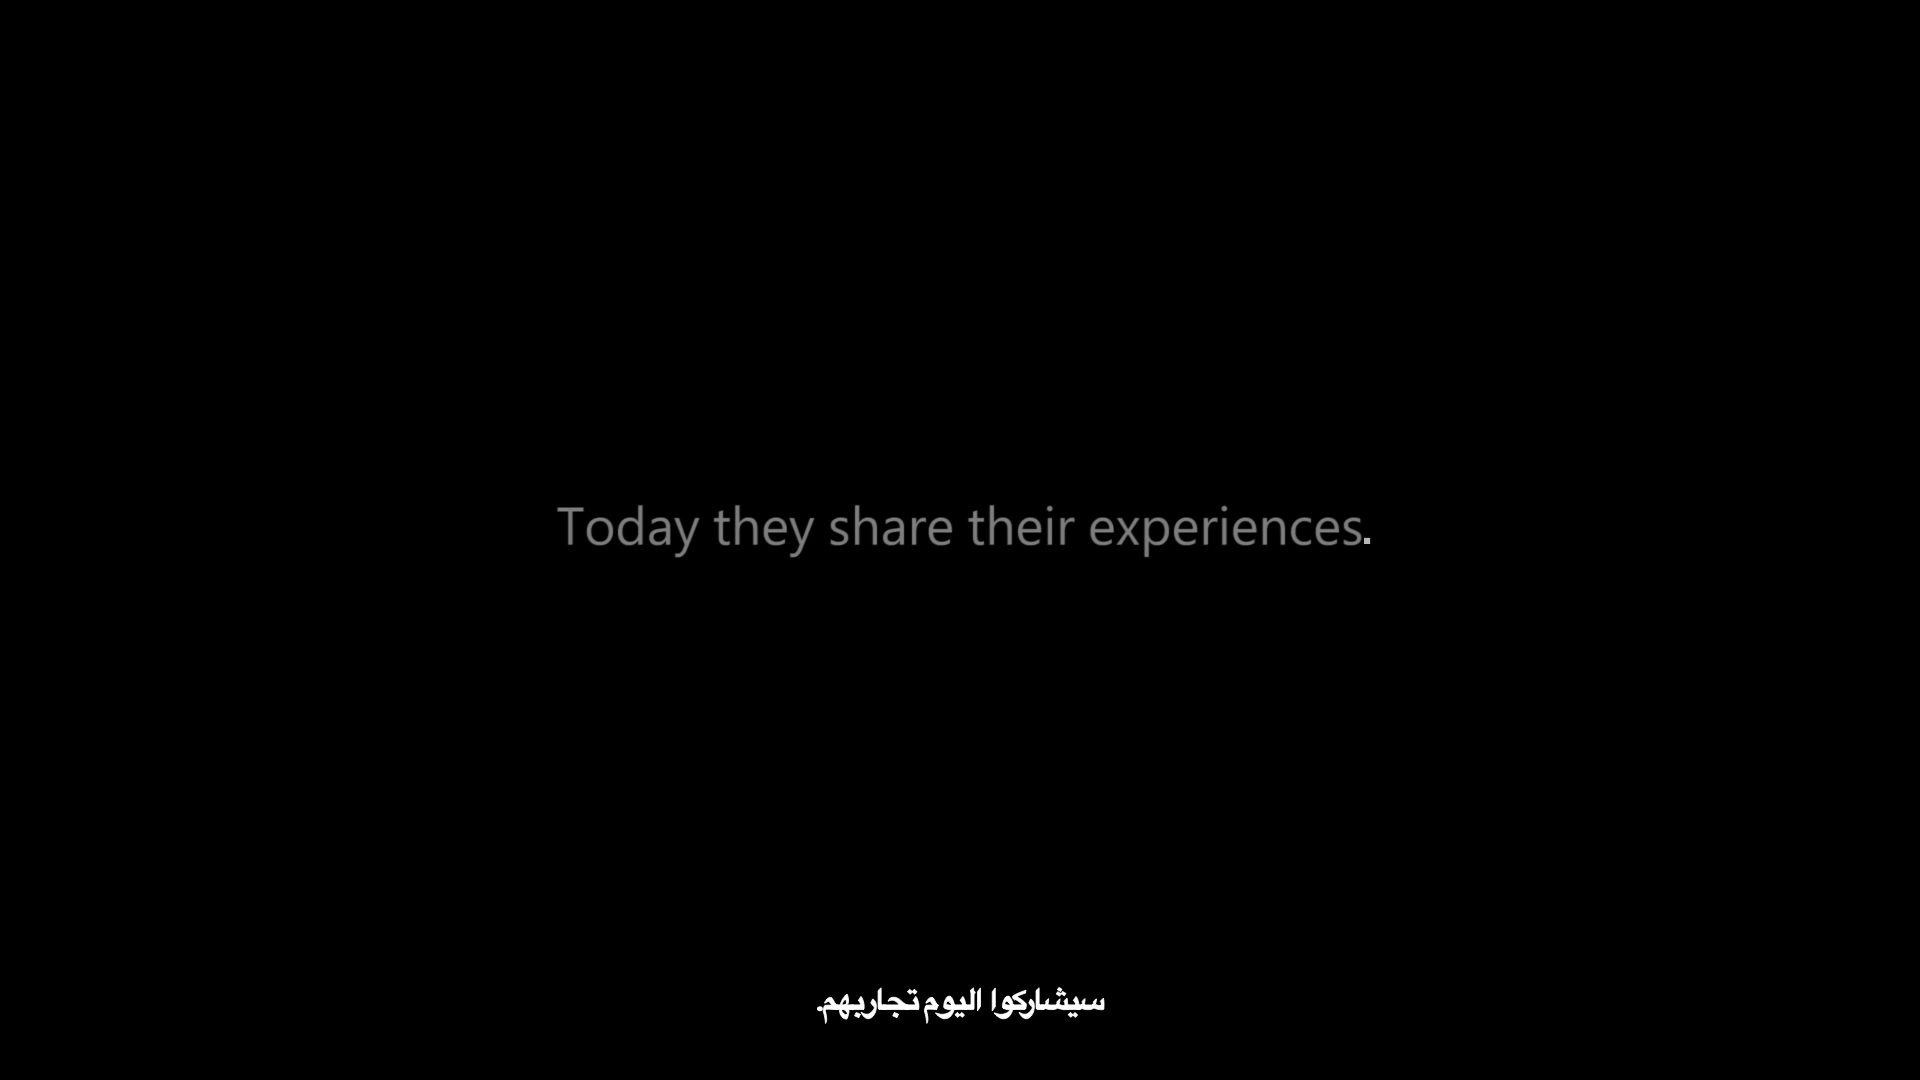 Today they share their experiences.
سيشاركوا اليوم تجاربهم.